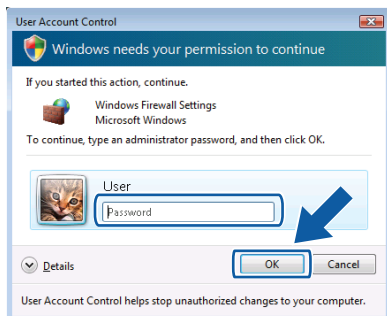 User Account Control
Windows needs your permission to continue
If you started this action, continue.
Windows Firewall Settings
Microsoft Windows
To continue, type an administrator password, and then click OK.
User
Password
Details
OK
Cancel
User Account Control helps stop unauthorized changes to your computer.